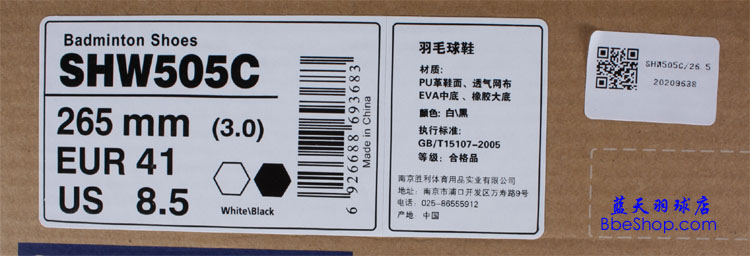 Badminton Shoes
SHW505C
265 mm (3.0)
EUR 41
US 8.5
White\Black
6 926688 693683
Made in China
羽毛球鞋
材质:
PU革鞋面、透气网布
EVA中底、橡胶大底
颜色: 白\黑
执行标准:
GB/T15107-2005
等级: 合格品
南京胜利体育用品实业有限公司
地址: 南京市浦口开发区万寿路9号
电话: 025-86555912
产地: 中国
SHW505C/26.5
20209638
蓝天羽球店
BbeShop.com